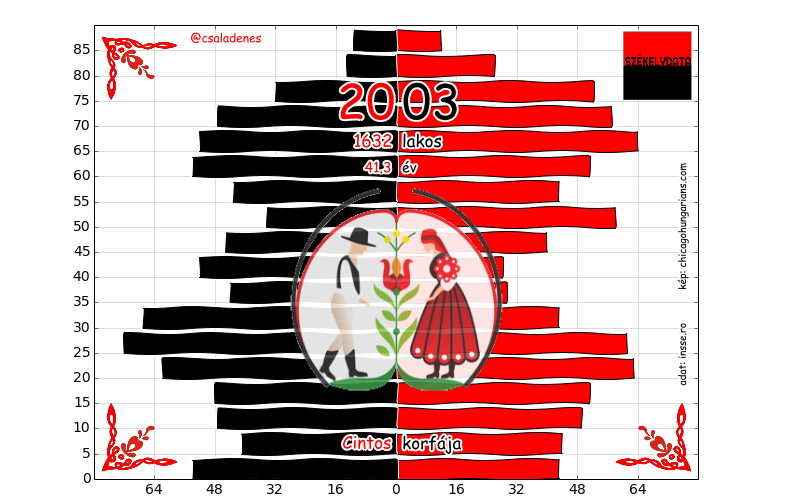 @csaladenes
SZÉKELYDATA
2003
1632 lakos
41,3 év
Cintos korfája
kép: chicagohungarians.com
adat: insse.ro
85
80
75
70
65
60
55
50
45
40
35
30
25
20
15
10
5
0
64 48 32 16 0 16 32 48 64